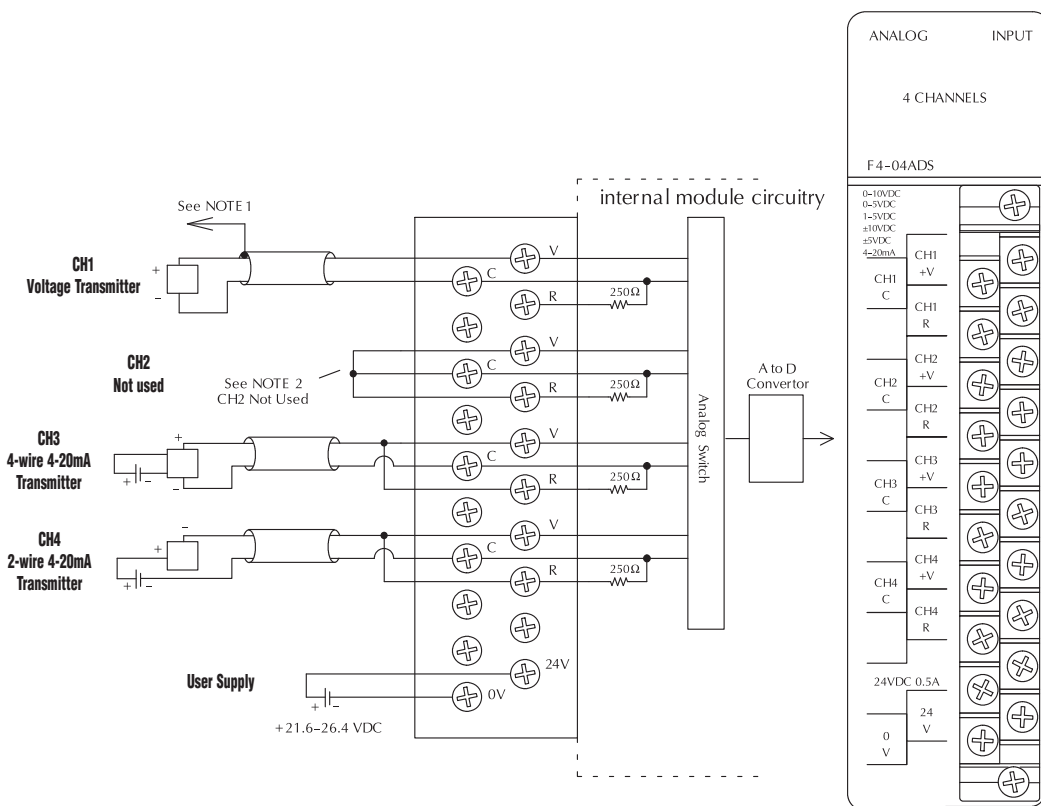 ANALOG INPUT
4 CHANNELS
F4-04ADS
0-10VDC
0-5VDC
1-5VDC
±10VDC
±5VDC
4-20mA
CH1
+V
CH1
C
CH1
R
CH2
+V
CH2
C
CH2
R
CH3
+V
CH3
C
CH3
R
CH4
+V
CH4
C
CH4
R
24VDC 0.5A
24
V
0
V
internal module circuitry
See NOTE 1
CH1
Voltage Transmitter
+
-
V
C
R
250Ω
CH2
Not used
See NOTE 2
CH2 Not Used
V
C
R
250Ω
CH3
4-wire 4-20mA
Transmitter
+
-
+
-
V
C
R
250Ω
CH4
2-wire 4-20mA
Transmitter
-
+
+
-
V
C
R
250Ω
Analog Switch
A to D
Convertor
User Supply
24V
0V
+
-
+21.6-26.4 VDC